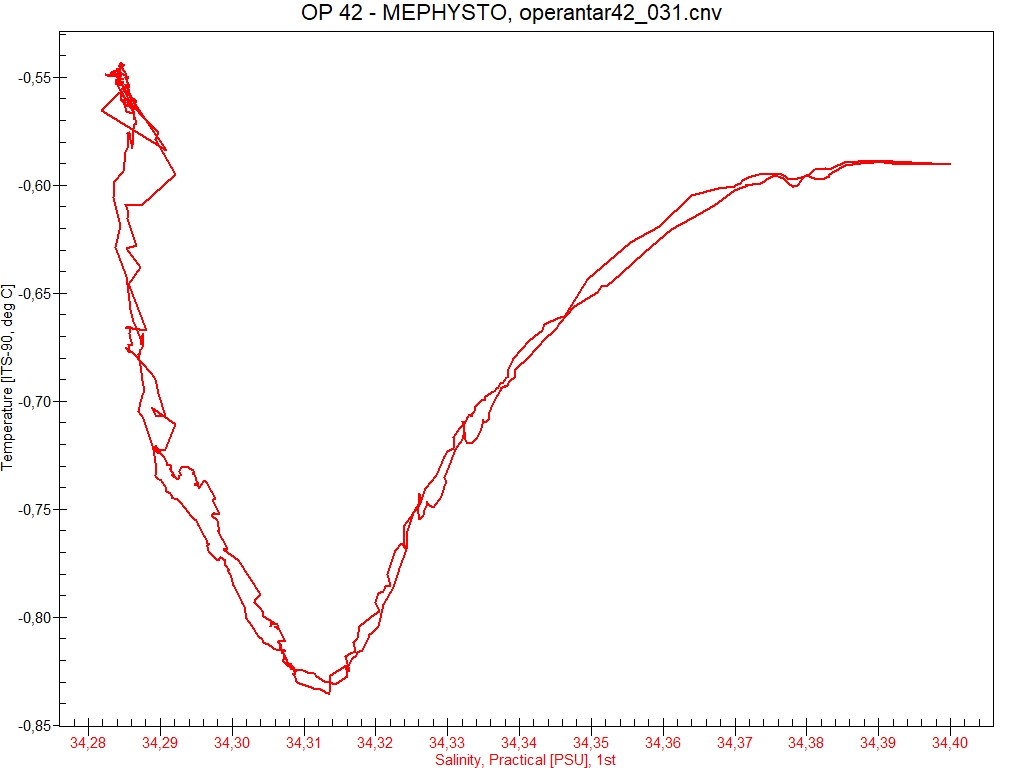 OP 42 - MEPHYSTO, operantar42_031.cnv
-0,55
-0,60
-0,65
-0,70
-0,75
-0,80
-0,85
Temperature [ITS-90, deg C]
34,28 34,29 34,30 34,31 34,32 34,33 34,34 34,35 34,36 34,37 34,38 34,39 34,40
Salinity, Practical [PSU], 1st